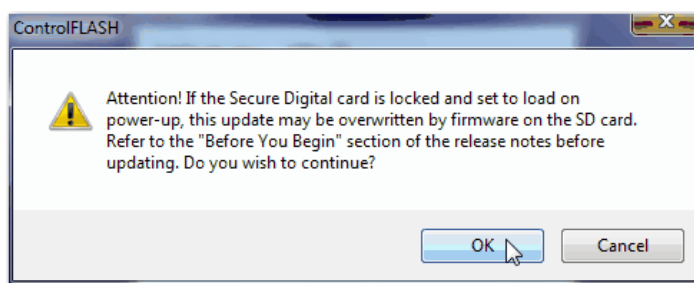 ControlFLASH
Attention! If the Secure Digital card is locked and set to load on
power-up, this update may be overwritten by firmware on the SD card.
Refer to the "Before You Begin" section of the release notes before
updating. Do you wish to continue?
OK
Cancel